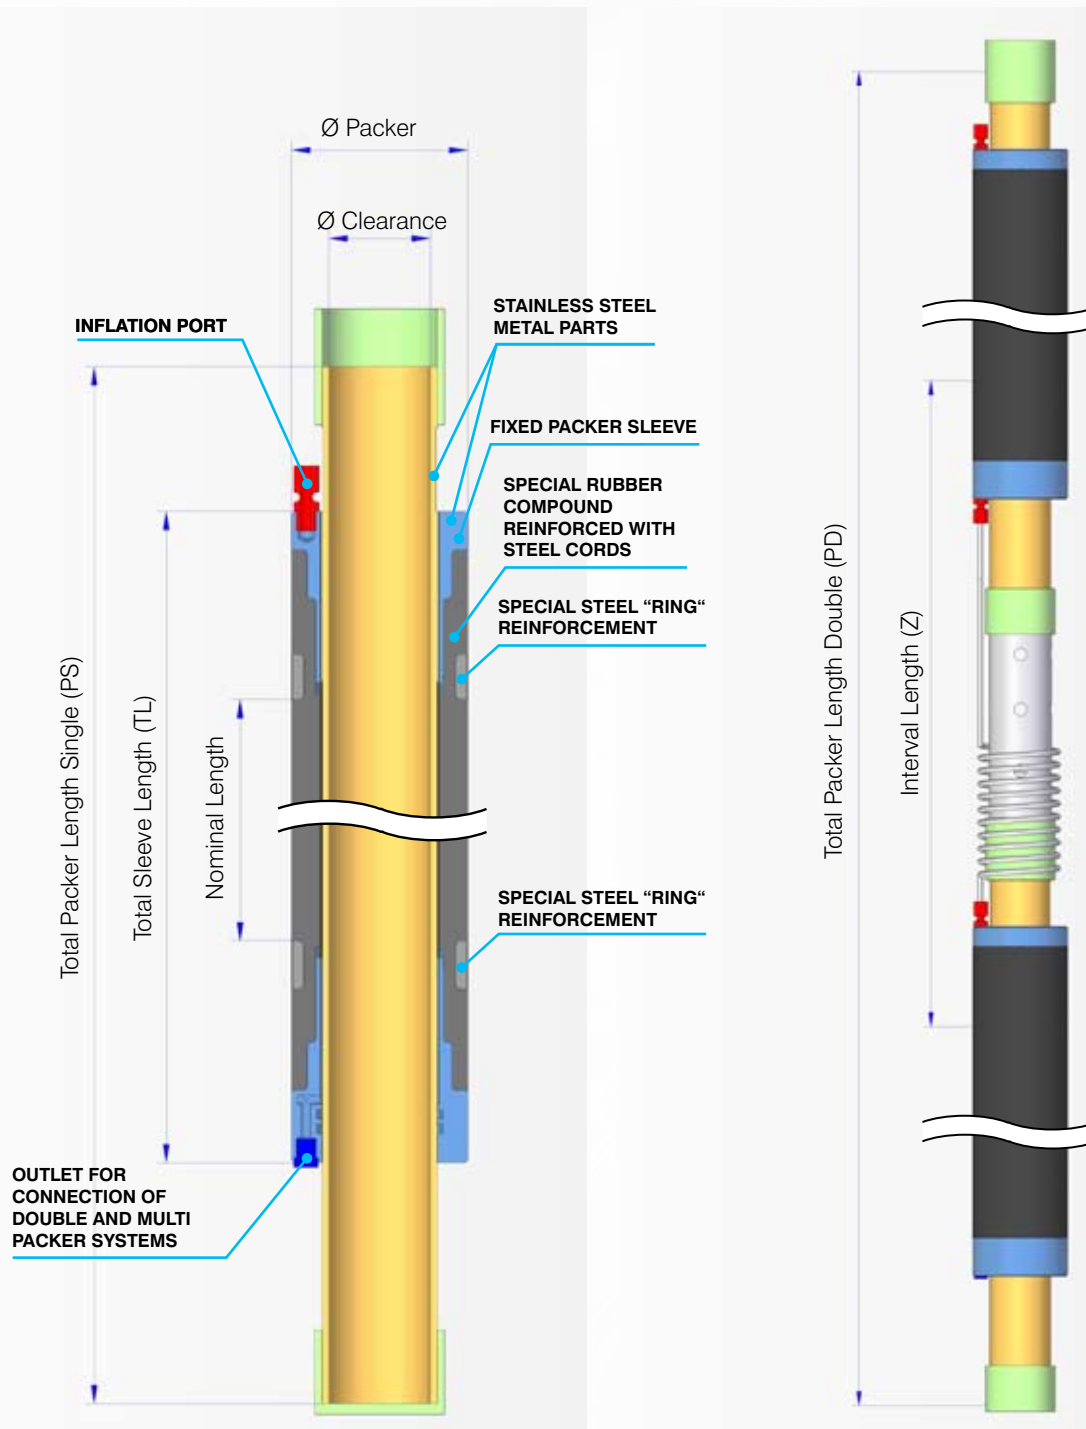 Ø Packer
Ø Clearance
INFLATION PORT
STAINLESS STEEL
METAL PARTS
FIXED PACKER SLEEVE
SPECIAL RUBBER
COMPOUND
REINFORCED WITH
STEEL CORDS
SPECIAL STEEL “RING“
REINFORCEMENT
Total Packer Length Single (PS)
Total Sleeve Length (TL)
Nominal Length
SPECIAL STEEL “RING“
REINFORCEMENT
OUTLET FOR
CONNECTION OF
DOUBLE AND MULTI
PACKER SYSTEMS
Total Packer Length Double (PD)
Interval Length (Z)